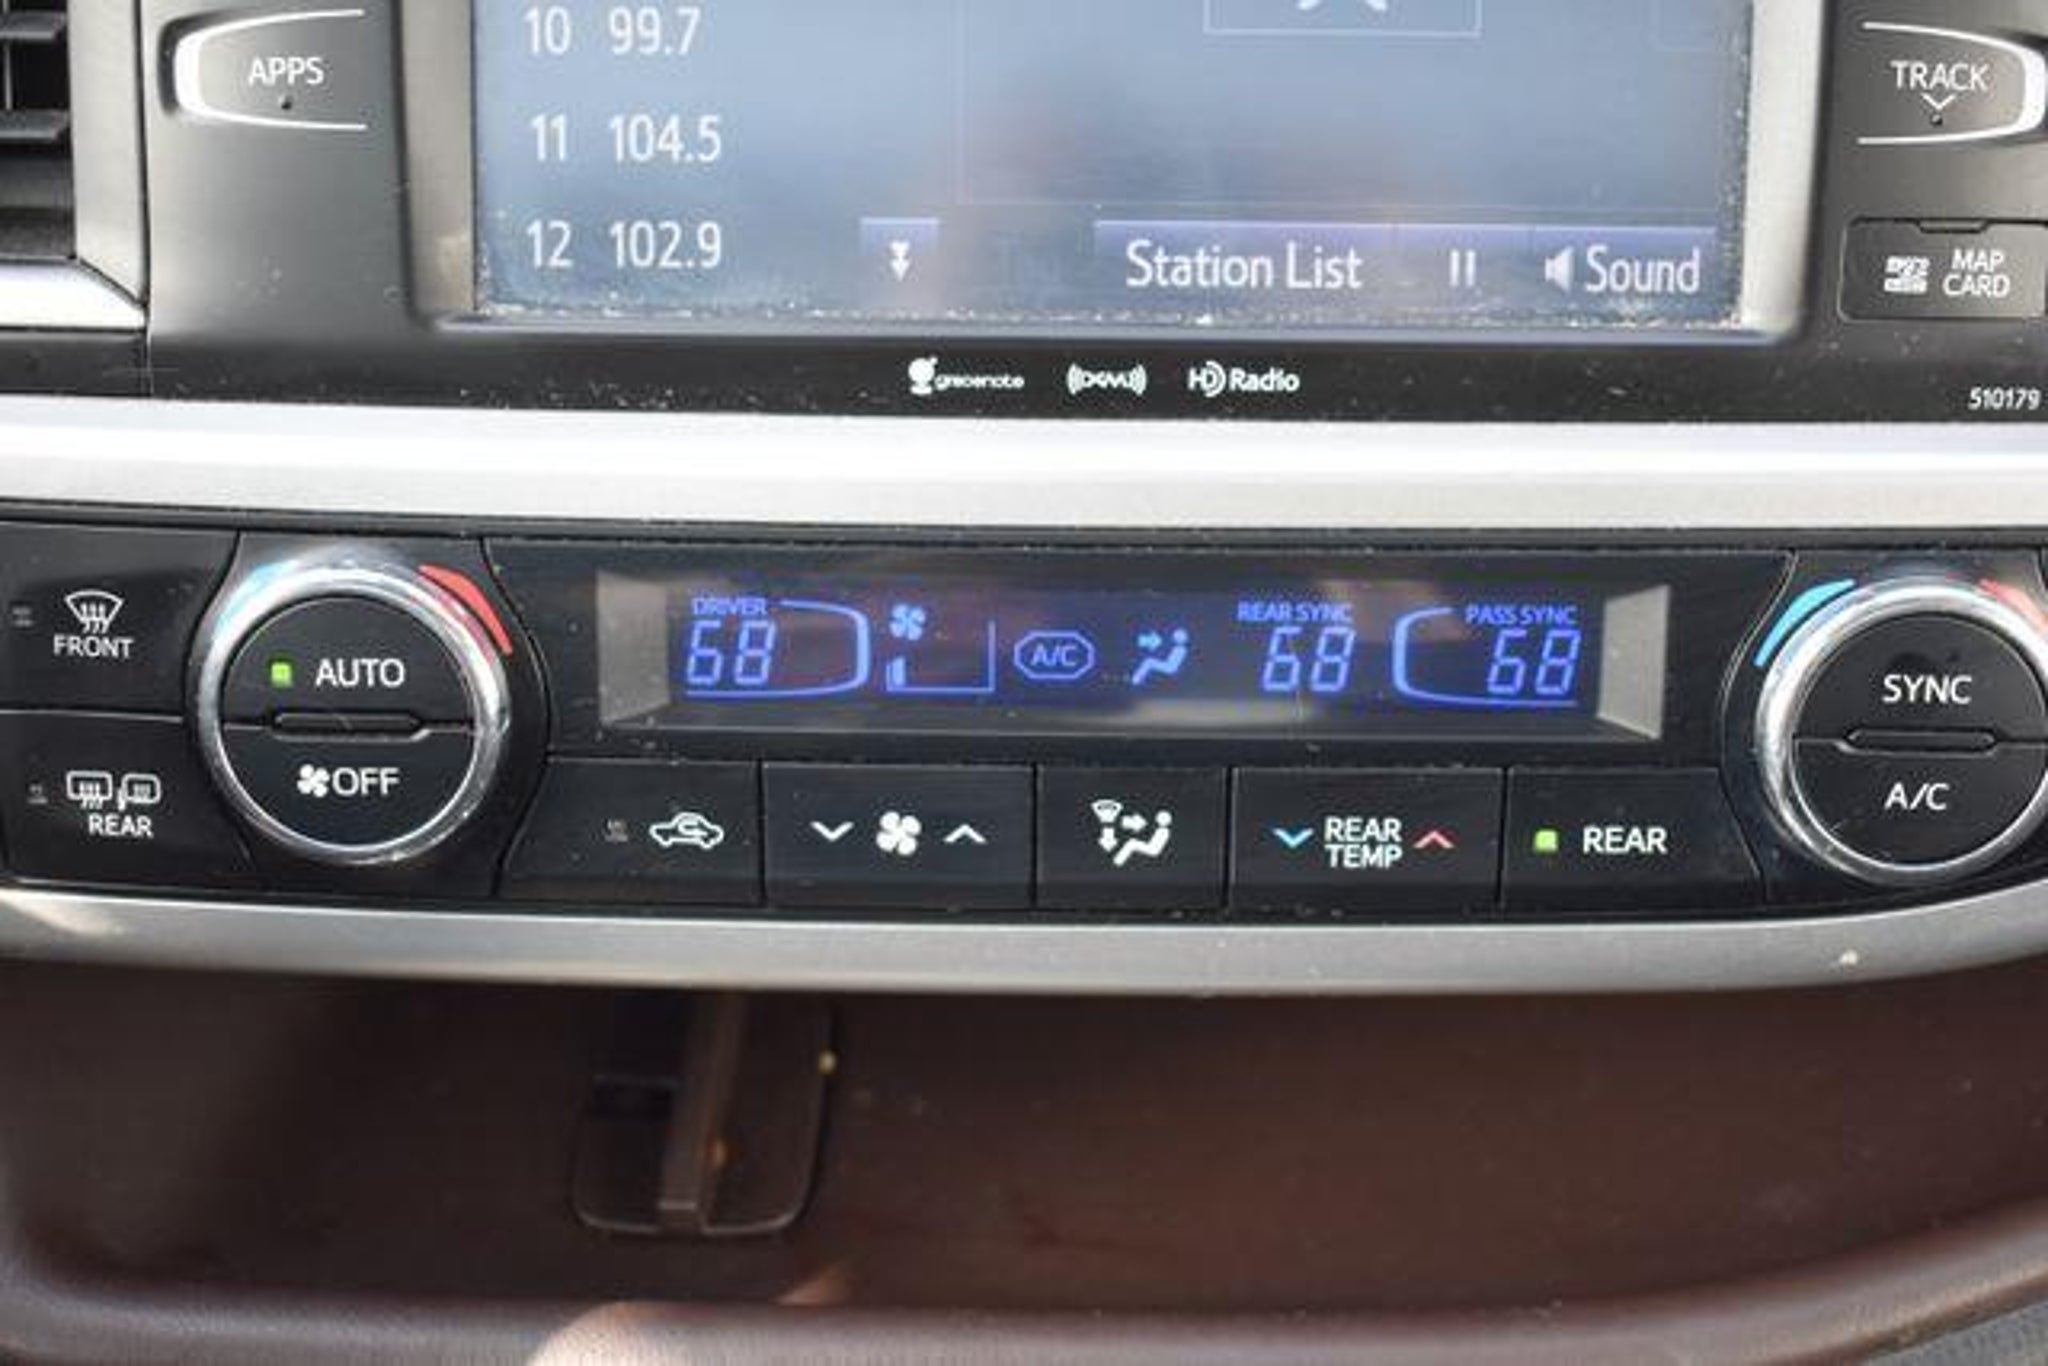 APPS
10 99.7
11 104.5
12 102.9
Station List
Sound
TRACK
MAP
CARD
gracenote
HD Radio
510179
FRONT
REAR
AUTO
OFF
DRIVER
68
A/C
REAR SYNC
68
PASS SYNC
68
REAR
TEMP
REAR
SYNC
A/C